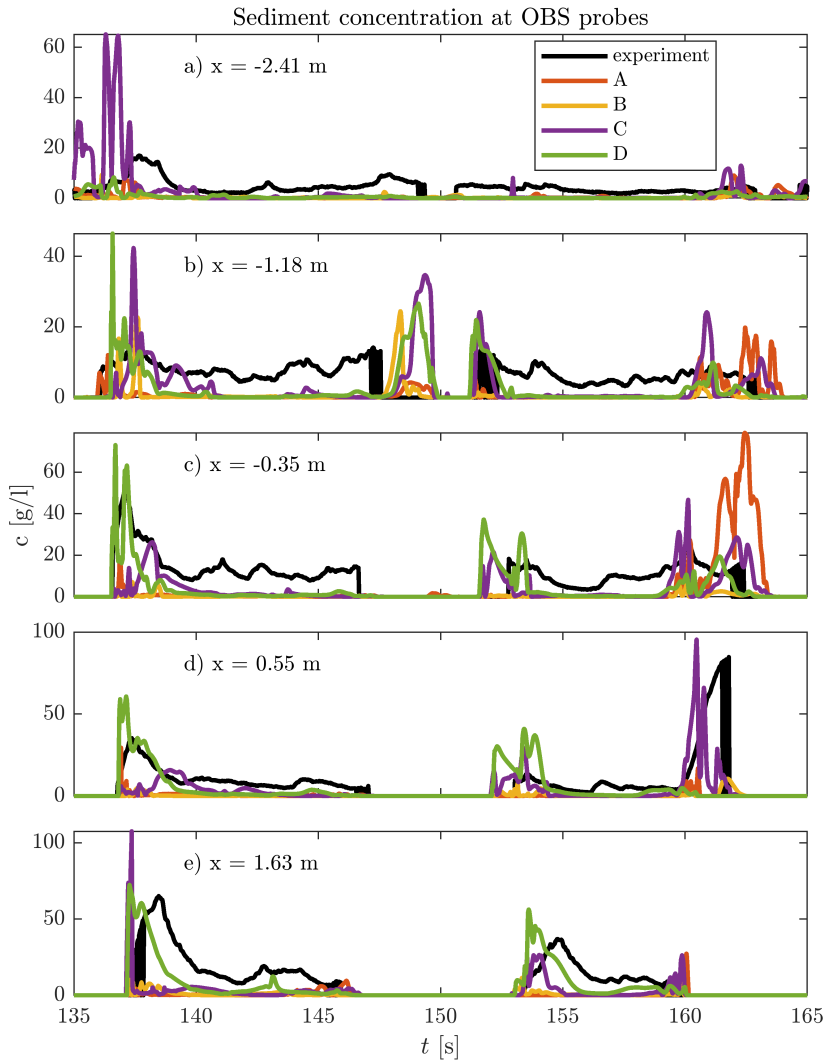 Sediment concentration at OBS probes
60
40
20
0
a) x = -2.41 m
experiment
A
B
C
D
40
20
0
b) x = -1.18 m
c [g/l]
60
40
20
0
c) x = -0.35 m
100
50
0
d) x = 0.55 m
100
50
0
e) x = 1.63 m
135 140 145 150 155 160 165
t [s]